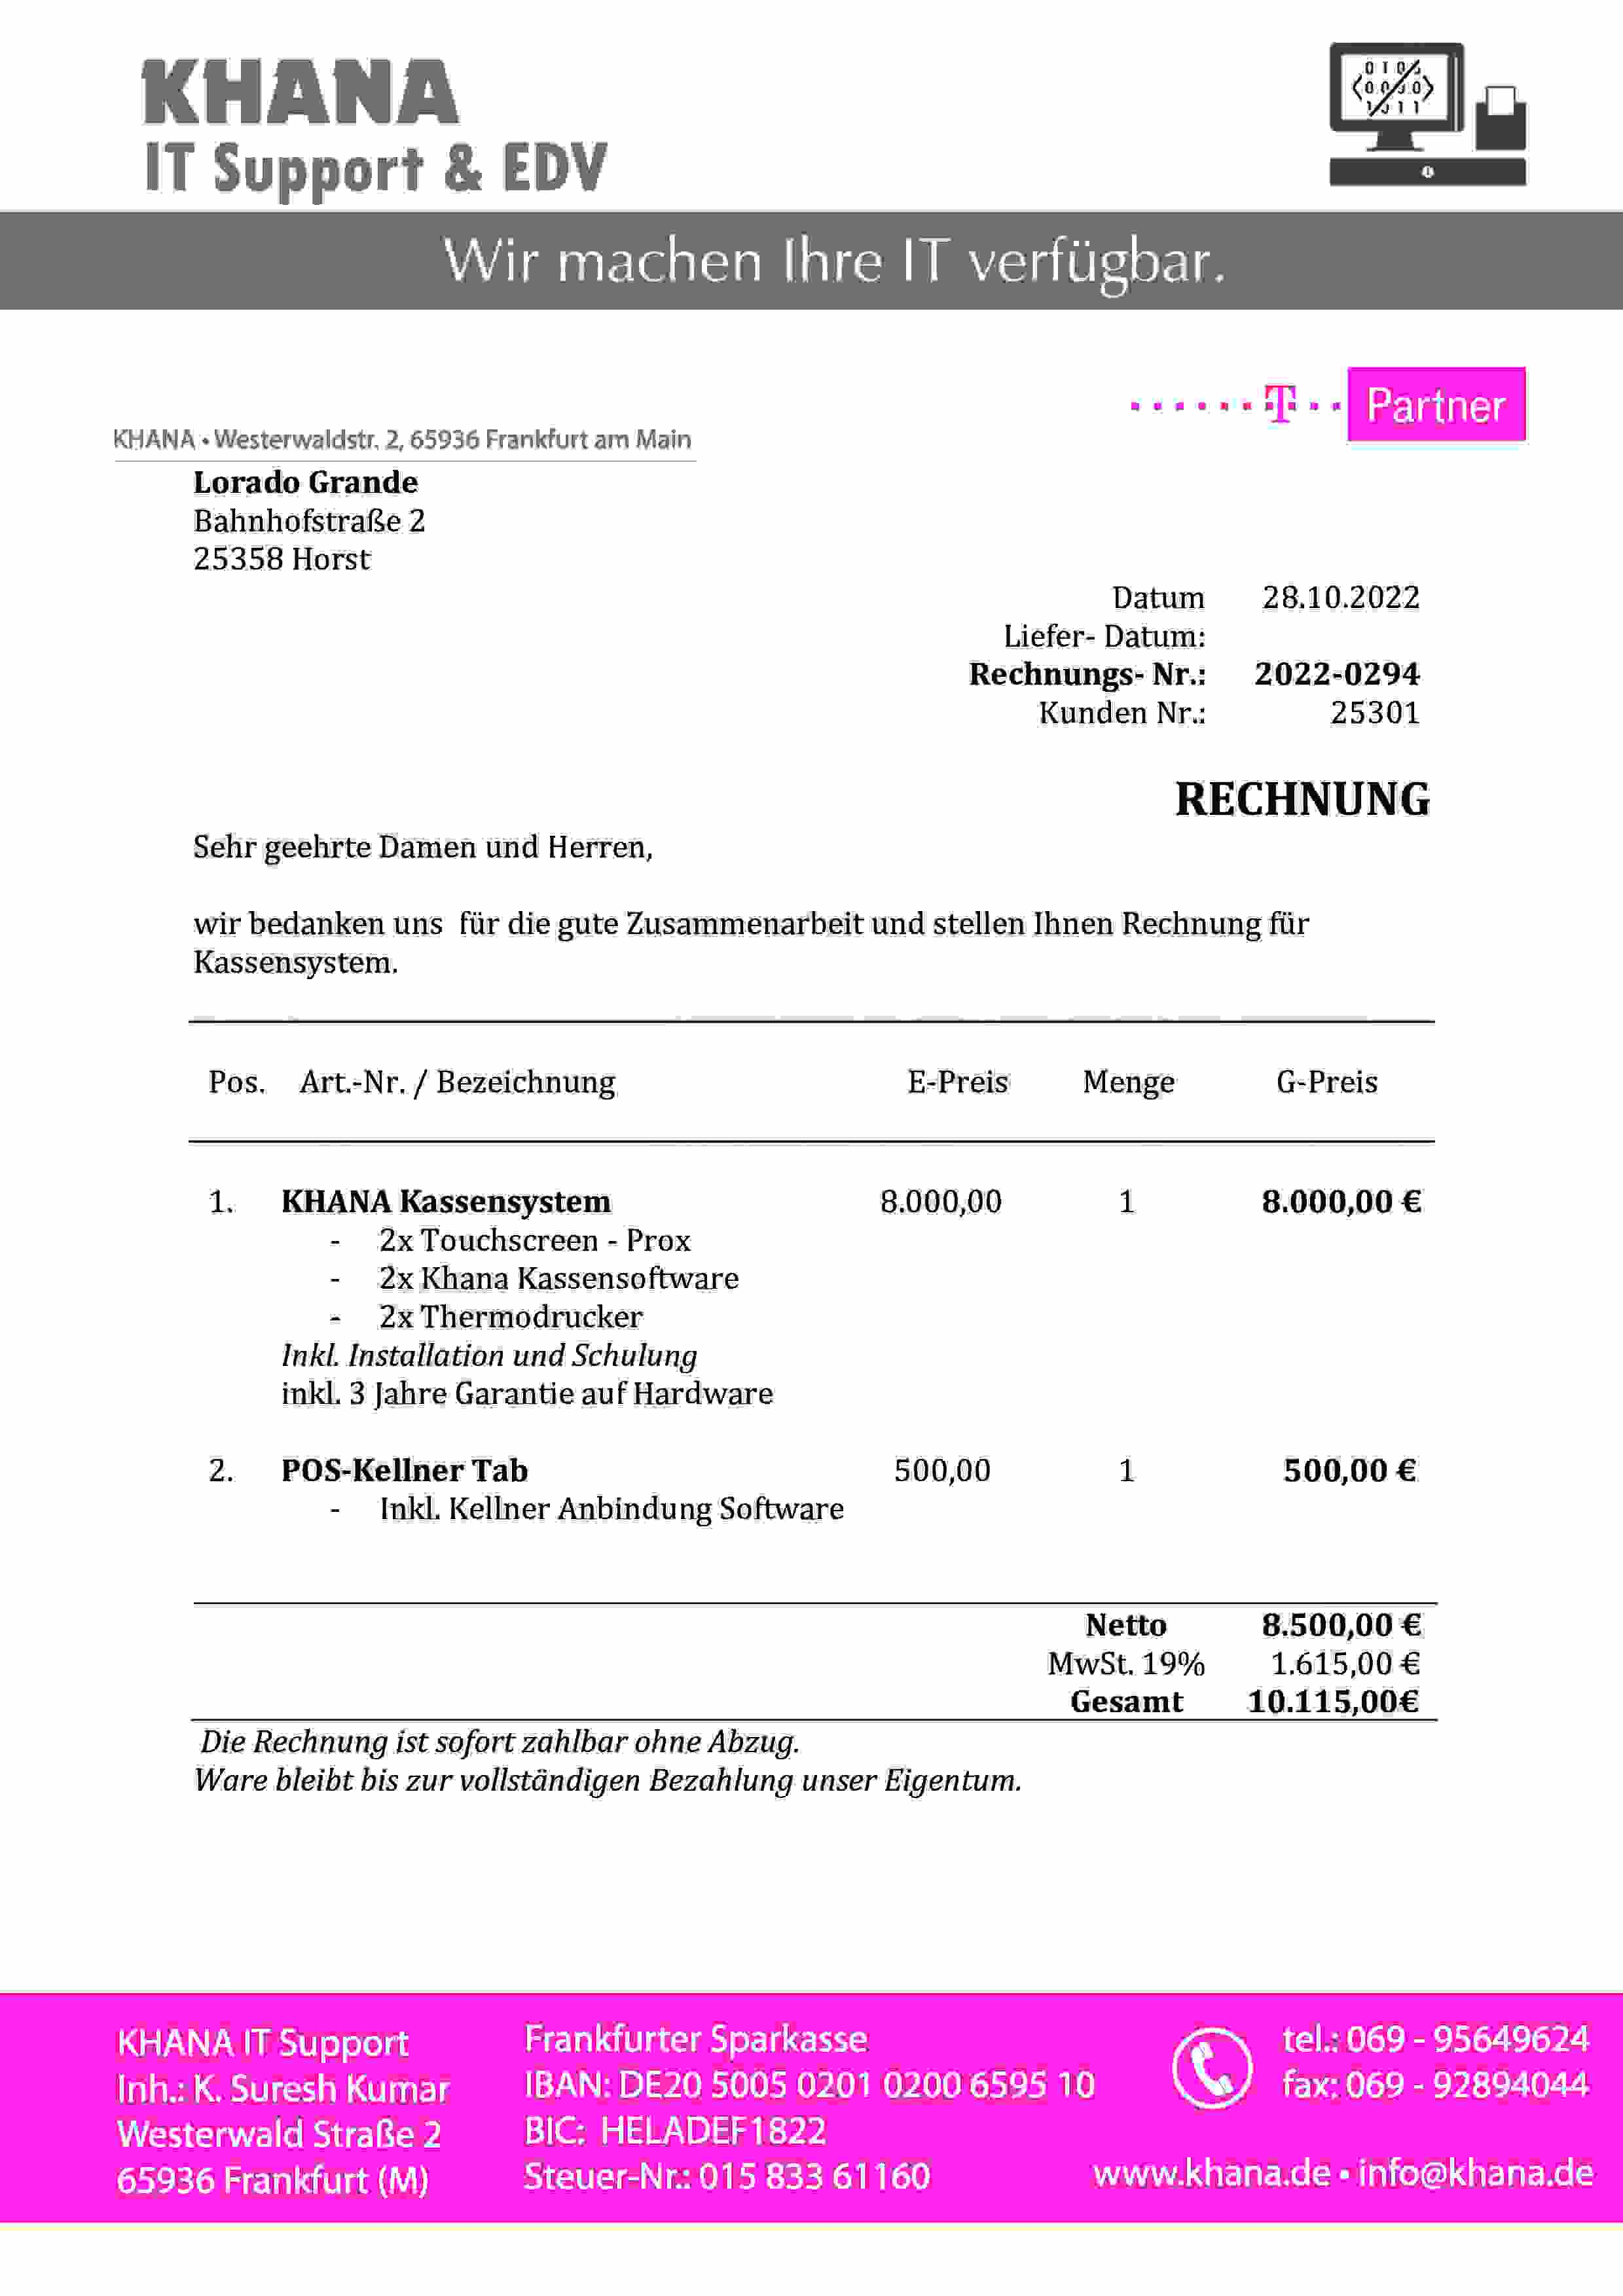 KHANA
IT Support & EDV
Wir machen Ihre IT verfügbar.
T Partner
KHANA • Westerwaldstr. 2, 65936 Frankfurt am Main
Lorado Grande
Bahnhofstraße 2
25358 Horst
Datum 28.10.2022
Liefer- Datum:
Rechnungs- Nr.: 2022-0294
Kunden Nr.: 25301
RECHNUNG
Sehr geehrte Damen und Herren,
wir bedanken uns für die gute Zusammenarbeit und stellen Ihnen Rechnung für
Kassensystem.
Pos. Art.-Nr. / Bezeichnung E-Preis Menge G-Preis
1. KHANA Kassensystem 8.000,00 1 8.000,00 €
- 2x Touchscreen - Prox
- 2x Khana Kassensoftware
- 2x Thermodrucker
Inkl. Installation und Schulung
inkl. 3 Jahre Garantie auf Hardware
2. POS-Kellner Tab 500,00 1 500,00 €
- Inkl. Kellner Anbindung Software
Netto 8.500,00 €
MwSt. 19% 1.615,00 €
Gesamt 10.115,00€
Die Rechnung ist sofort zahlbar ohne Abzug.
Ware bleibt bis zur vollständigen Bezahlung unser Eigentum.
KHANA IT Support
Inh.: K. Suresh Kumar
Westerwald Straße 2
65936 Frankfurt (M)
Frankfurter Sparkasse
IBAN: DE20 5005 0201 0200 6595 10
BIC: HELADEF1822
Steuer-Nr.: 015 833 61160
tel.: 069 - 95649624
fax: 069 - 92894044
www.khana.de • info@khana.de